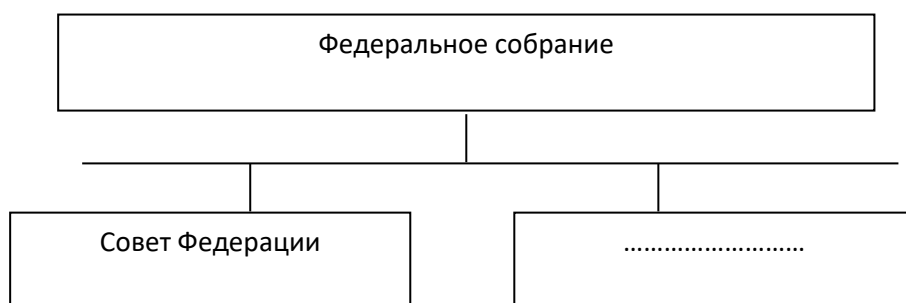 Федеральное собрание
Совет Федерации
………………………